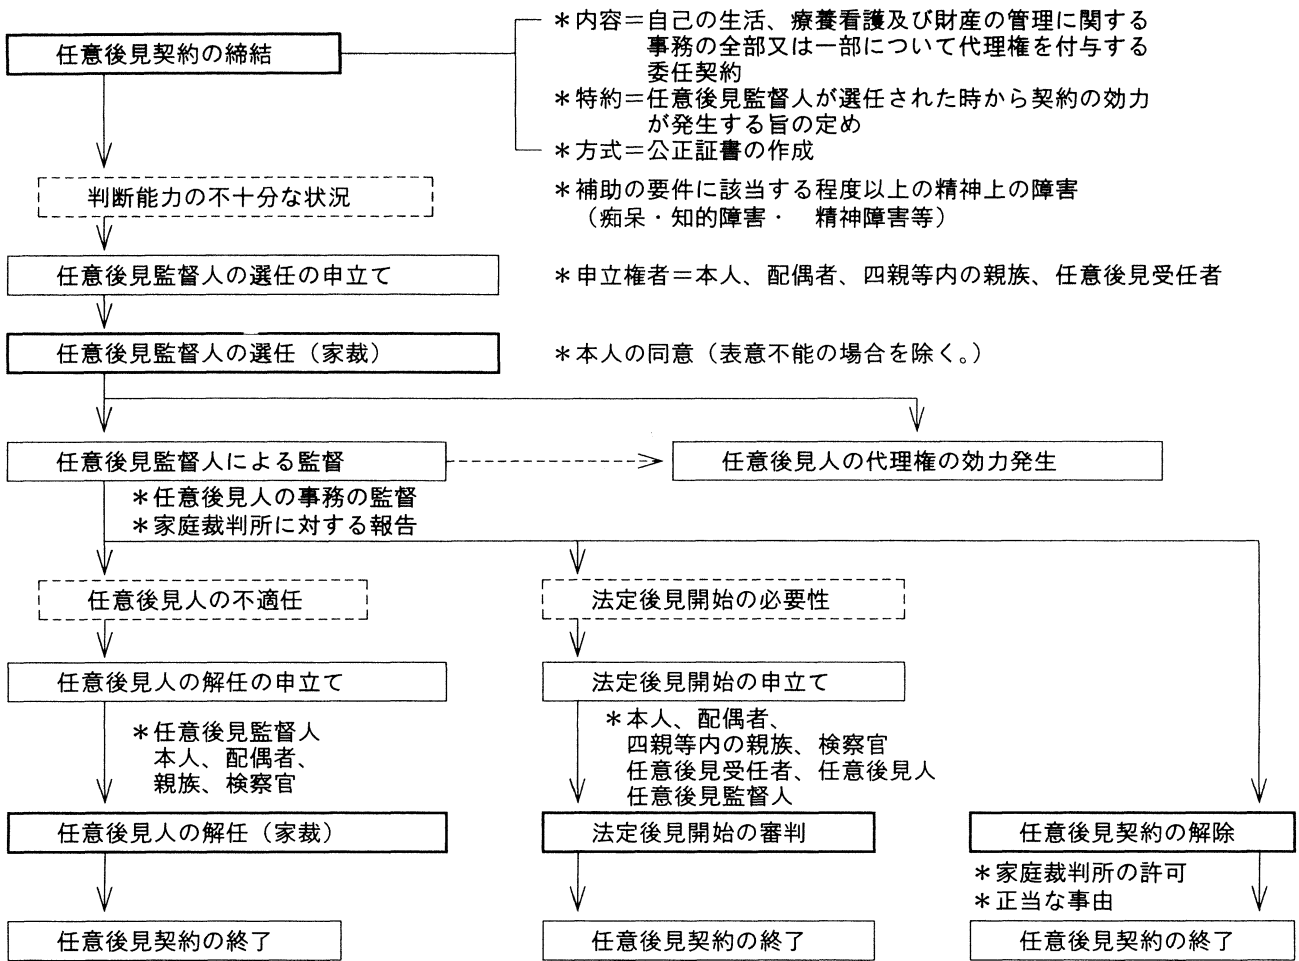 任意後見契約の締結
＊内容＝自己の生活、療養看護及び財産の管理に関する
事務の全部又は一部について代理権を付与する
委任契約
＊特約＝任意後見監督人が選任された時から契約の効力
が発生する旨の定め
＊方式＝公正証書の作成
判断能力の不十分な状況
＊補助の要件に該当する程度以上の精神上の障害
（痴呆・知的障害・　精神障害等）
任意後見監督人の選任の申立て
＊申立権者＝本人、配偶者、四親等内の親族、任意後見受任者
任意後見監督人の選任（家裁）
＊本人の同意（表意不能の場合を除く。）
任意後見監督人による監督
任意後見人の代理権の効力発生
＊任意後見人の事務の監督
＊家庭裁判所に対する報告
任意後見人の不適任
法定後見開始の必要性
任意後見人の解任の申立て
法定後見開始の申立て
＊任意後見監督人
本人、配偶者、
親族、検察官
＊本人、配偶者、
四親等内の親族、検察官
任意後見受任者、任意後見人
任意後見監督人
任意後見人の解任（家裁）
法定後見開始の審判
任意後見契約の解除
＊家庭裁判所の許可
＊正当な事由
任意後見契約の終了
任意後見契約の終了
任意後見契約の終了